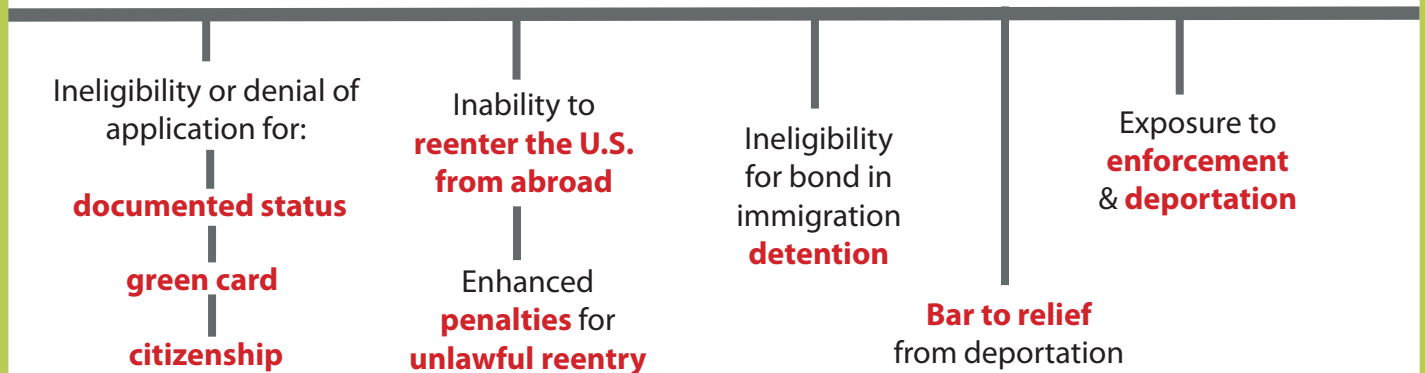 Ineligibility or denial of
application for:
documented status
green card
citizenship
Inability to
reenter the U.S.
from abroad
Enhanced
penalties for
unlawful reentry
Ineligibility
for bond in
immigration
detention
Bar to relief
from deportation
Exposure to
enforcement
& deportation